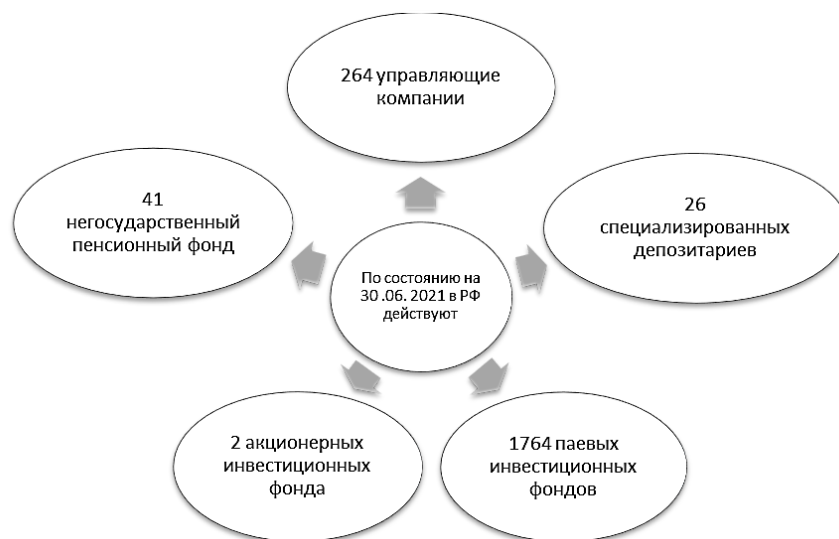 264 управляющие
компании
41
негосударственный
пенсионный фонд
26
специализированных
депозитариев
По состоянию на
30 .06. 2021 в РФ
действуют
2 акционерных
инвестиционных
фонда
1764 паевых
инвестиционных
фондов